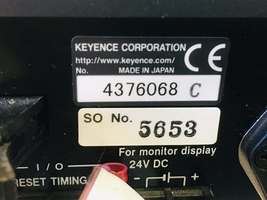 KEYENCE CORPORATION
http://www.keyence.com/ CE
No. MADE IN JAPAN
4376068 C
SO No.
5653
For monitor display
I/O 24V DC
RESET TIMING